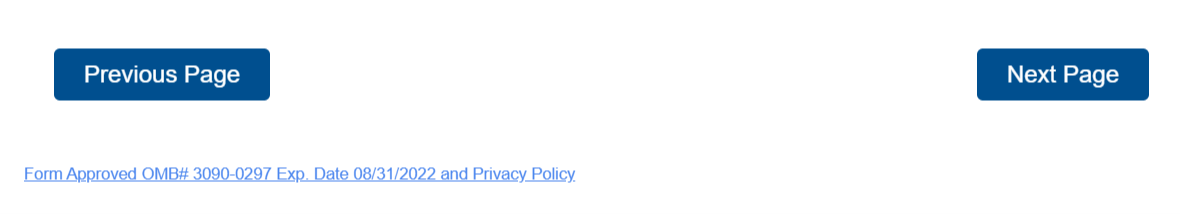 Previous Page
Next Page
Form Approved OMB# 3090-0297 Exp. Date 08/31/2022 and Privacy Policy